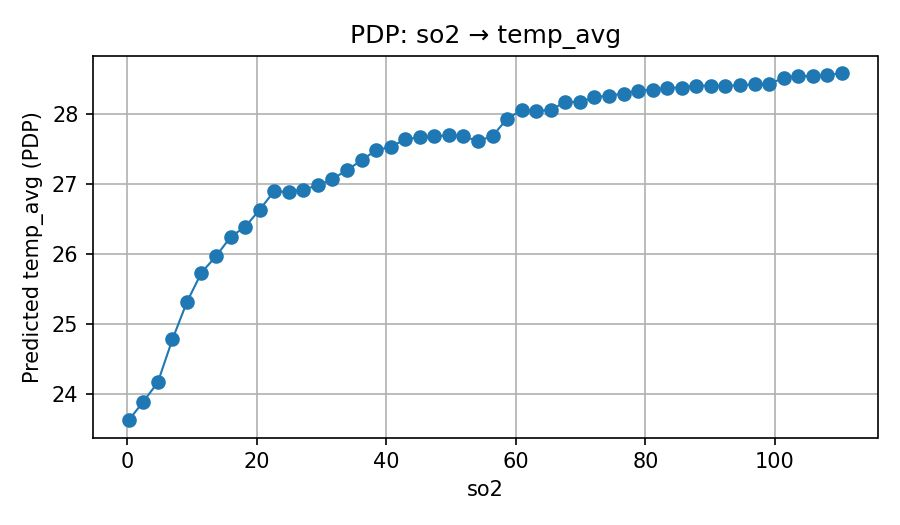 PDP: so2 → temp_avg
Predicted temp_avg (PDP)
28
27
26
25
24
0 20 40 60 80 100
so2